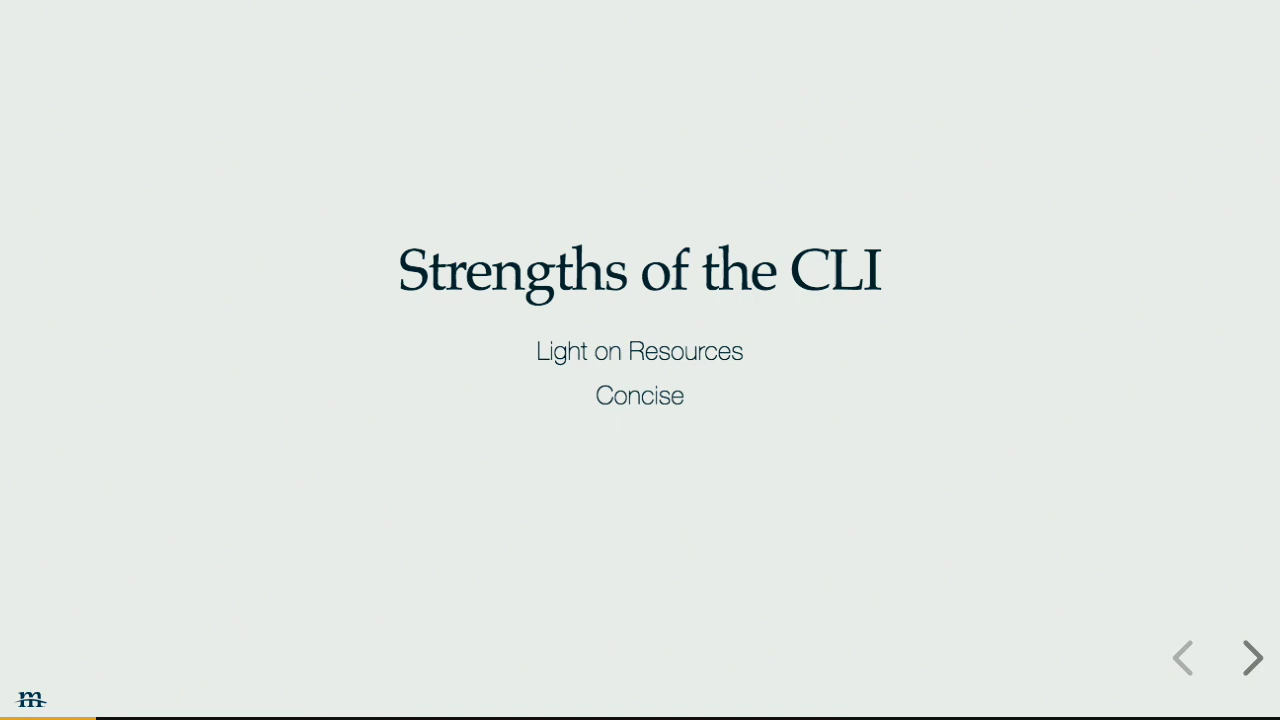 Strengths of the CLI
Light on Resources
Concise
m